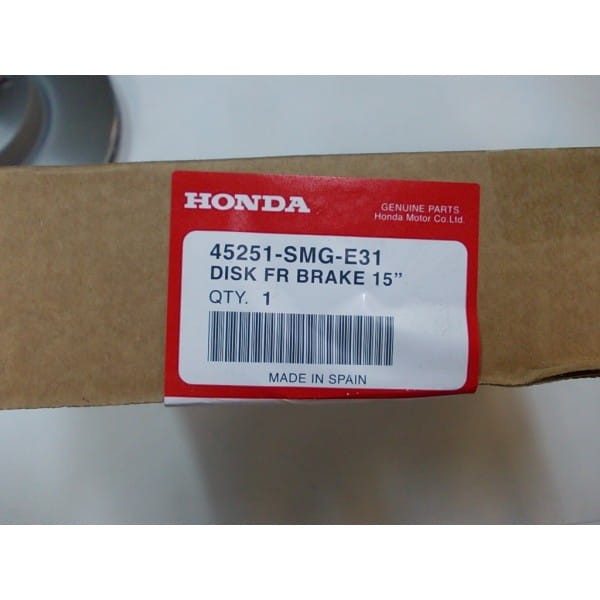 HONDA
GENUINE PARTS
Honda Motor Co.Ltd.
45251-SMG-E31
DISK FR BRAKE 15”
QTY. 1
MADE IN SPAIN